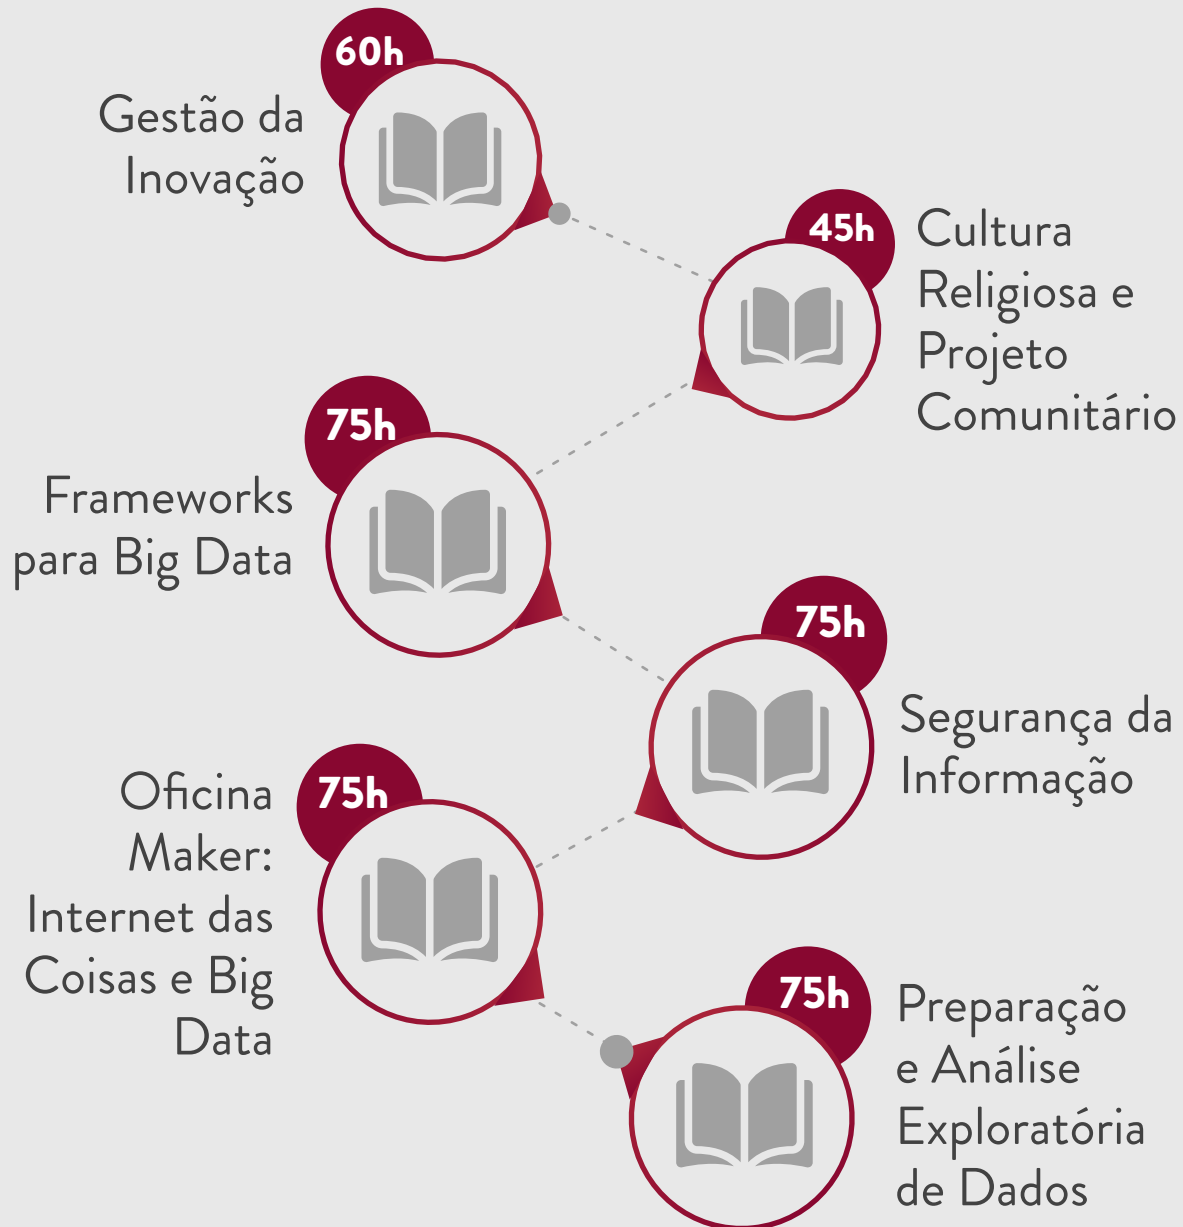 60h
Gestão da
Inovação
45h
Cultura
Religiosa e
Projeto
Comunitário
75h
Frameworks
para Big Data
75h
Segurança da
Informação
75h
Oficina
Maker:
Internet das
Coisas e Big
Data
75h
Preparação
e Análise
Exploratória
de Dados